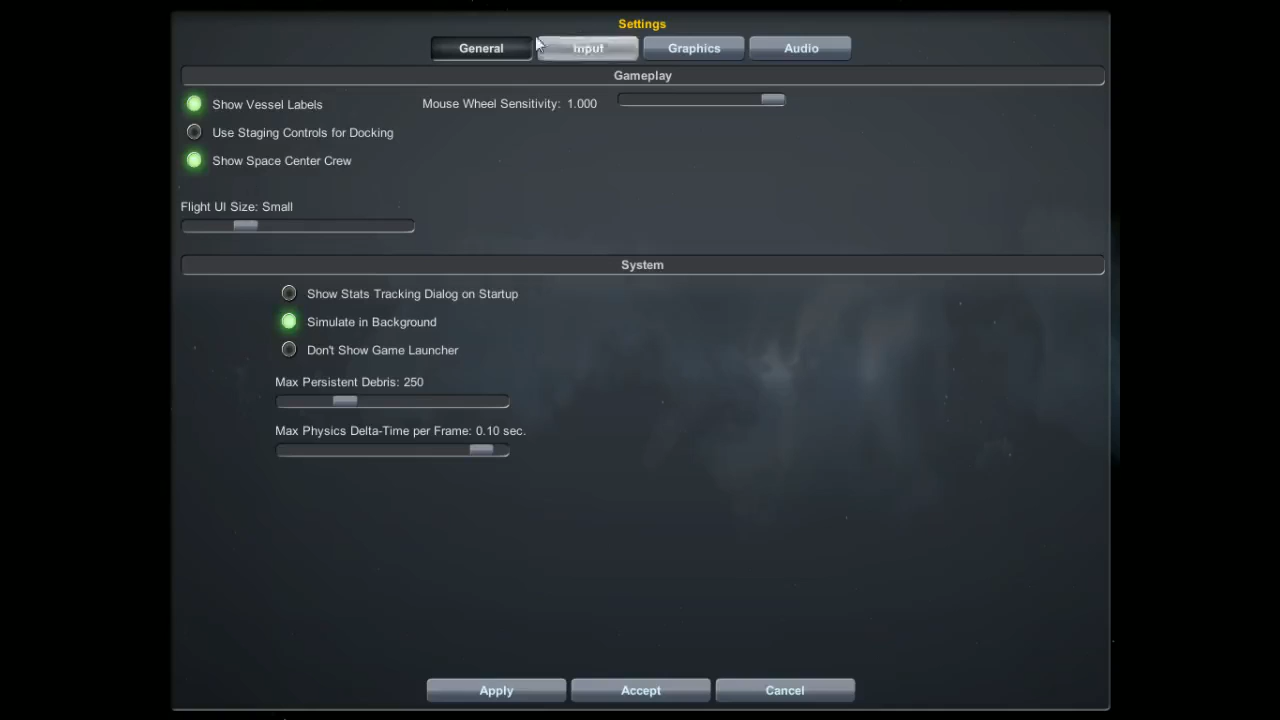 Settings
General Input Graphics Audio
Gameplay
Show Vessel Labels Mouse Wheel Sensitivity: 1.000
Use Staging Controls for Docking
Show Space Center Crew
Flight UI Size: Small
System
Show Stats Tracking Dialog on Startup
Simulate in Background
Don't Show Game Launcher
Max Persistent Debris: 250
Max Physics Delta-Time per Frame: 0.10 sec.
Apply Accept Cancel